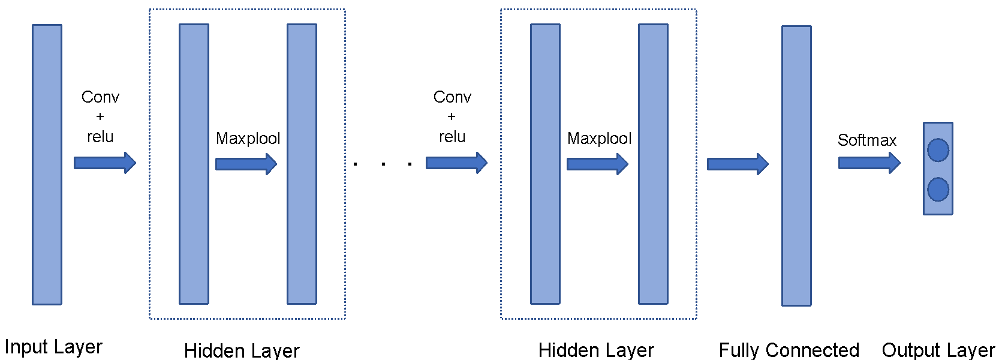 Conv
+
relu
Maxplool
. . .
Conv
+
relu
Maxplool
Softmax
Input Layer
Hidden Layer
Hidden Layer
Fully Connected
Output Layer